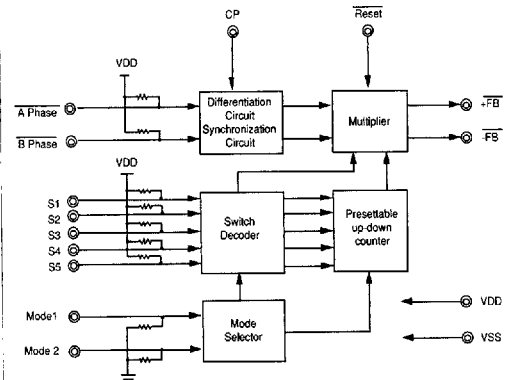 CP
Reset
VDD
A Phase
B Phase
Differentiation
Circuit
Synchronization
Circuit
Multiplier
+FB
-FB
VDD
S1
S2
S3
S4
S5
Switch
Decoder
Presettable
up-down
counter
Mode1
Mode 2
Mode
Selector
VDD
VSS